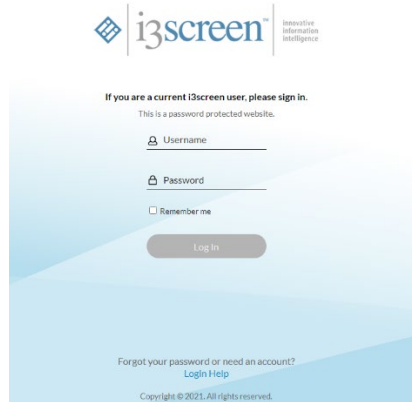 i3screen™
innovative
information
intelligence
If you are a current i3screen user, please sign in.
This is a password protected website.
Username
Password
Remember me
Log In
Forgot your password or need an account?
Login Help
Copyright © 2021. All rights reserved.